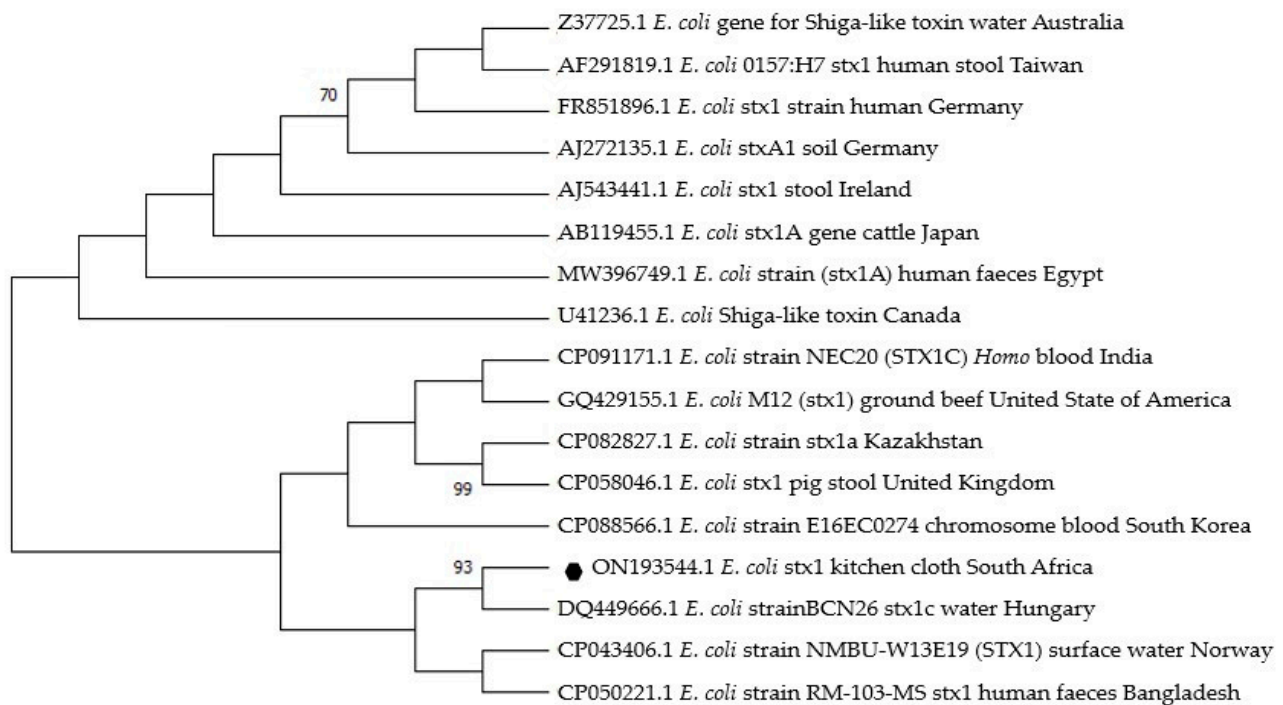 Z37725.1 E. coli gene for Shiga-like toxin water Australia
AF291819.1 E. coli 0157:H7 stx1 human stool Taiwan
70
FR851896.1 E. coli stx1 strain human Germany
AJ272135.1 E. coli stxA1 soil Germany
AJ543441.1 E. coli stx1 stool Ireland
AB119455.1 E. coli stx1A gene cattle Japan
MW396749.1 E. coli strain (stx1A) human faeces Egypt
U41236.1 E. coli Shiga-like toxin Canada
CP091171.1 E. coli strain NEC20 (STX1C) Homo blood India
GQ429155.1 E. coli M12 (stx1) ground beef United State of America
CP082827.1 E. coli strain stx1a Kazakhstan
CP058046.1 E. coli stx1 pig stool United Kingdom
99
CP088566.1 E. coli strain E16EC0274 chromosome blood South Korea
93
ON193544.1 E. coli stx1 kitchen cloth South Africa
DQ449666.1 E. coli strainBCN26 stx1c water Hungary
CP043406.1 E. coli strain NMBU-W13E19 (STX1) surface water Norway
CP050221.1 E. coli strain RM-103-MS stx1 human faeces Bangladesh